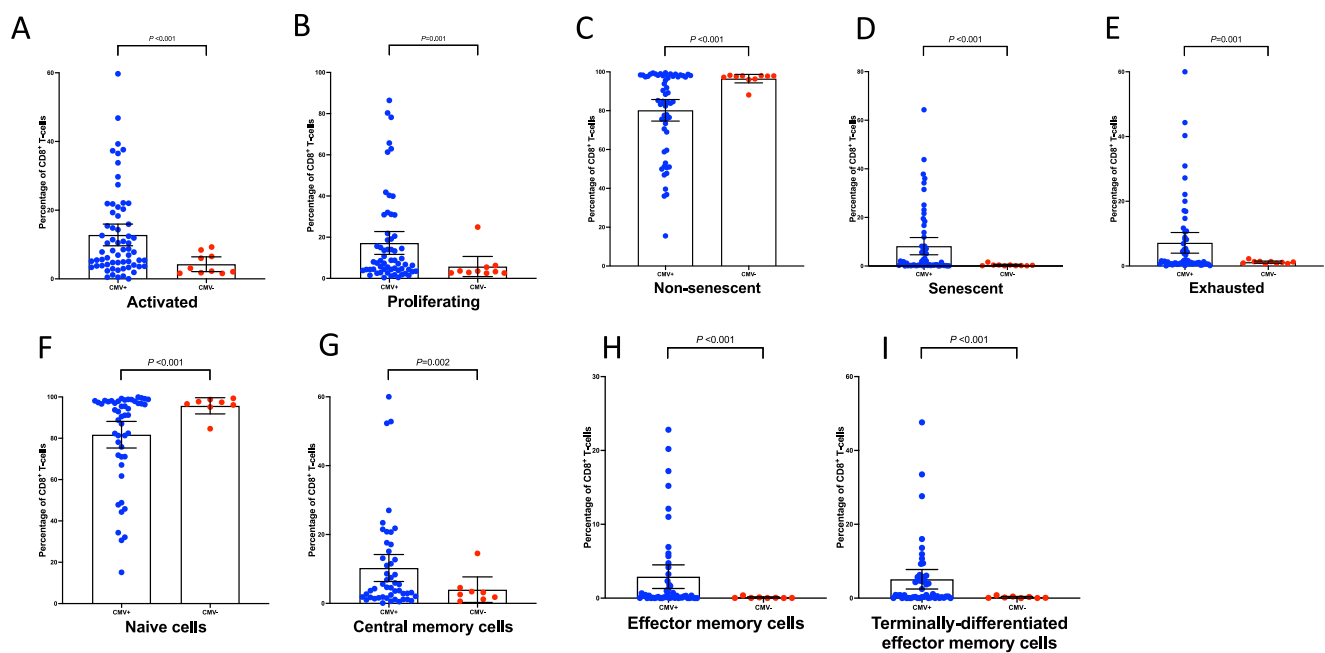 A
P <0.001
Percentage of CD8+ T-cells
60
40
20
0
CMV+
CMV-
Activated
B
P=0.001
Percentage of CD8+ T-cells
100
80
60
40
20
0
CMV+
CMV-
Proliferating
C
P <0.001
Percentage of CD8+ T-cells
100
80
60
40
20
0
CMV+
CMV-
Non-senescent
D
P <0.001
Percentage of CD8+ T-cells
80
60
40
20
0
CMV+
CMV-
Senescent
E
P=0.001
Percentage of CD8+ T-cells
60
40
20
0
CMV+
CMV-
Exhausted
F
P <0.001
Percentage of CD8+ T-cells
100
80
60
40
20
0
CMV+
CMV-
Naive cells
G
P=0.002
Percentage of CD8+ T-cells
60
40
20
0
CMV+
CMV-
Central memory cells
H
P <0.001
Percentage of CD8+ T-cells
30
20
10
0
CMV+
CMV-
Effector memory cells
I
P <0.001
Percentage of CD8+ T-cells
60
40
20
0
CMV+
CMV-
Terminally-differentiated
effector memory cells